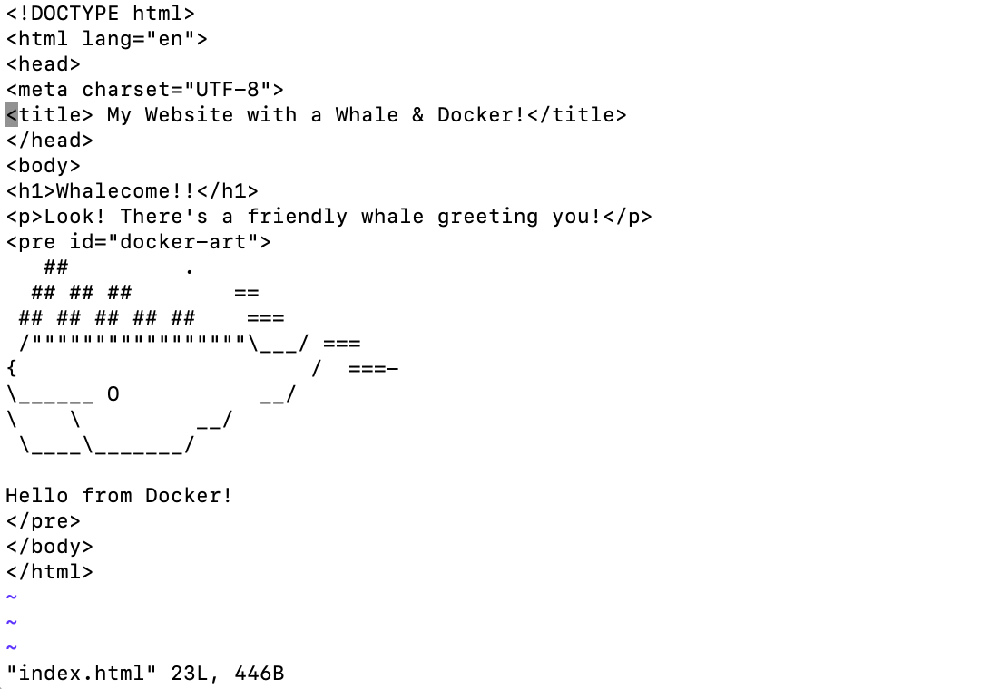 <!DOCTYPE html>
<html lang="en">
<head>
<meta charset="UTF-8">
<title> My Website with a Whale & Docker!</title>
</head>
<body>
<h1>Whalecome!!</h1>
<p>Look! There's a friendly whale greeting you!</p>
<pre id="docker-art">
   ##         .
  ## ## ##        ==
 ## ## ## ## ##    ===
 /"""""""""""""""""\___/ ===
{                       /  ===-
\______ O           __/
\    \         __/
 \____\_______/

Hello from Docker!
</pre>
</body>
</html>
~
~
~
"index.html" 23L, 446B